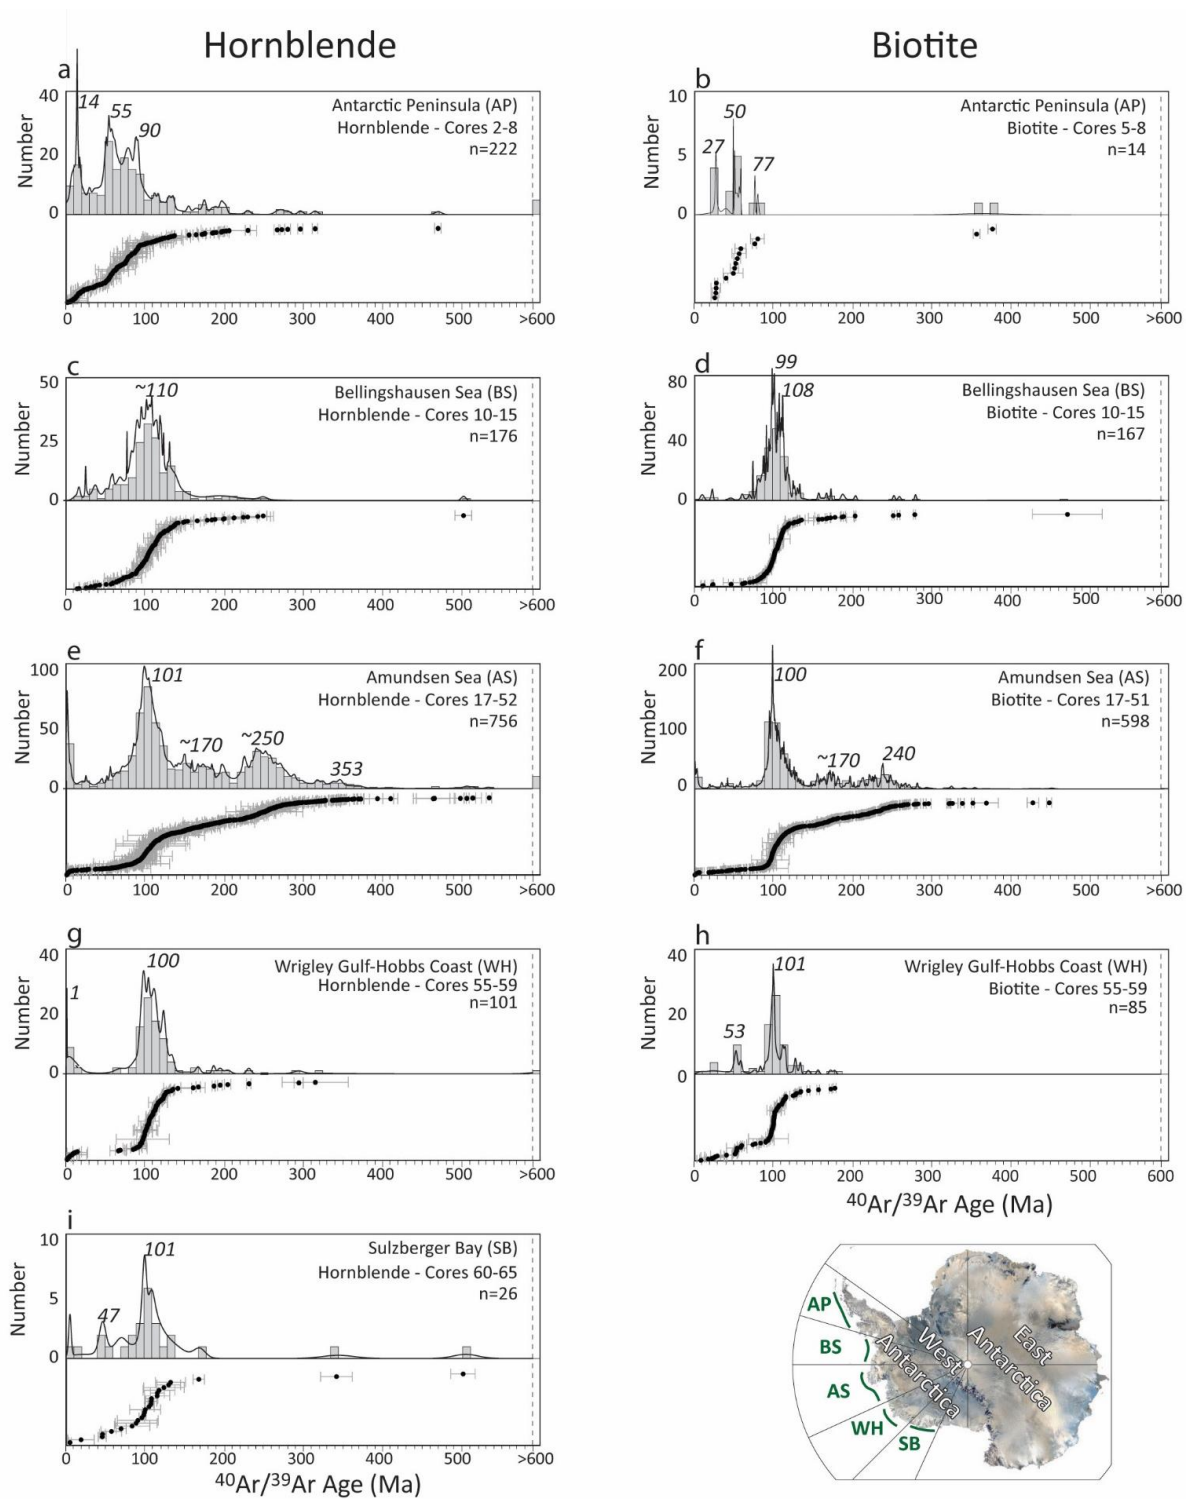 Hornblende
Biotite
a
Antarctic Peninsula (AP)
Hornblende - Cores 2-8
n=222
14
55
90
Number
40
20
0
0 100 200 300 400 500 >600
b
Antarctic Peninsula (AP)
Biotite - Cores 5-8
n=14
27
50
77
Number
10
5
0
0 100 200 300 400 500 >600
c
Bellingshausen Sea (BS)
Hornblende - Cores 10-15
n=176
~110
Number
50
25
0
0 100 200 300 400 500 >600
d
Bellingshausen Sea (BS)
Biotite - Cores 10-15
n=167
99
108
Number
80
40
0
0 100 200 300 400 500 >600
e
Amundsen Sea (AS)
Hornblende - Cores 17-52
n=756
101
~170
~250
353
Number
100
50
0
0 100 200 300 400 500 >600
f
Amundsen Sea (AS)
Biotite - Cores 17-51
n=598
100
~170
240
Number
200
100
0
0 100 200 300 400 500 >600
g
Wrigley Gulf-Hobbs Coast (WH)
Hornblende - Cores 55-59
n=101
1
100
Number
40
20
0
0 100 200 300 400 500 >600
h
Wrigley Gulf-Hobbs Coast (WH)
Biotite - Cores 55-59
n=85
53
101
Number
40
20
0
0 100 200 300 400 500 600
⁴⁰Ar/³⁹Ar Age (Ma)
i
Sulzberger Bay (SB)
Hornblende - Cores 60-65
n=26
47
101
Number
10
5
0
0 100 200 300 400 500 >600
⁴⁰Ar/³⁹Ar Age (Ma)
AP
BS
AS
WH
SB
West
Antarctica
East
Antarctica